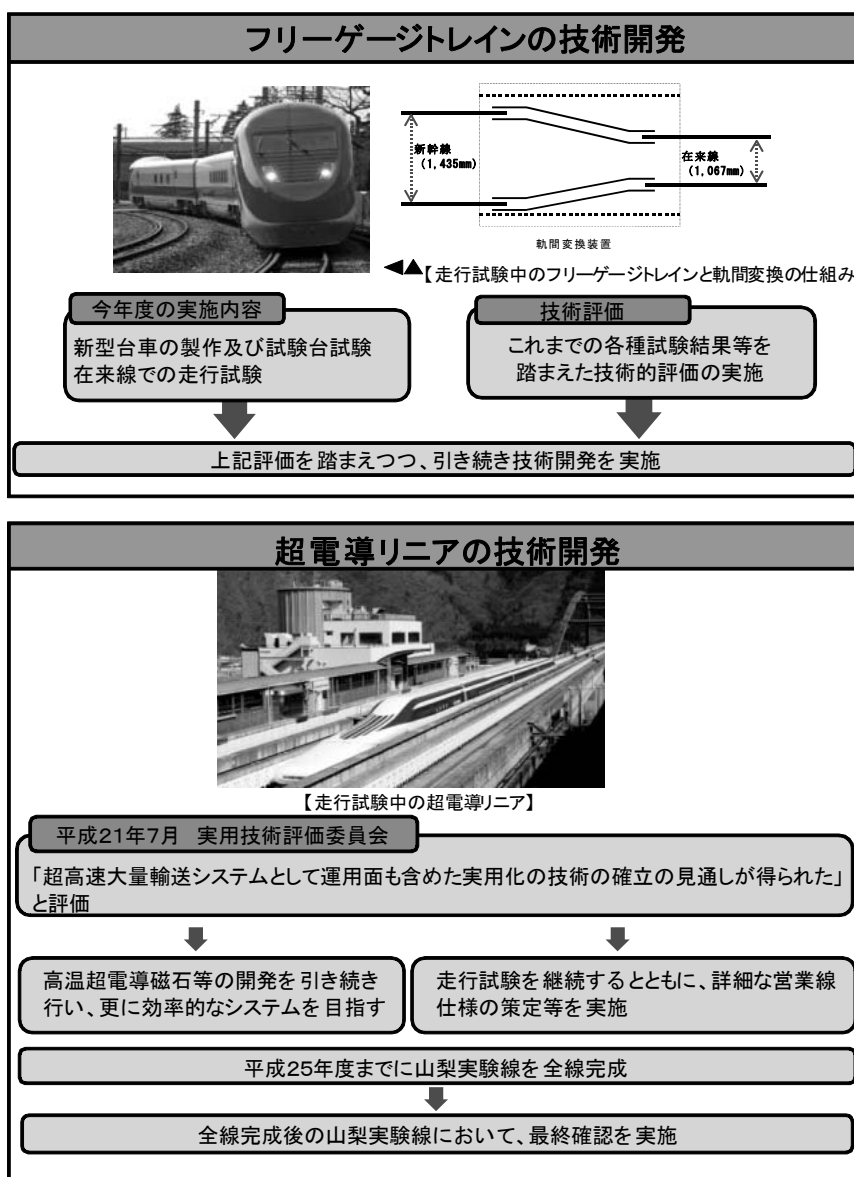 フリーゲージトレインの技術開発
新幹線
(1,435㎜)
在来線
(1,067㎜)
軌間変換装置
◀▲【走行試験中のフリーゲージトレインと軌間変換の仕組み
今年度の実施内容
新型台車の製作及び試験台試験
在来線での走行試験
技術評価
これまでの各種試験結果等を
踏まえた技術的評価の実施
上記評価を踏まえつつ、引き続き技術開発を実施
超電導リニアの技術開発
【走行試験中の超電導リニア】
平成21年7月 実用技術評価委員会
「超高速大量輸送システムとして運用面も含めた実用化の技術の確立の見通しが得られた」
と評価
高温超電導磁石等の開発を引き続き
行い、更に効率的なシステムを目指す
走行試験を継続するとともに、詳細な営業線
仕様の策定等を実施
平成25年度までに山梨実験線を全線完成
全線完成後の山梨実験線において、最終確認を実施